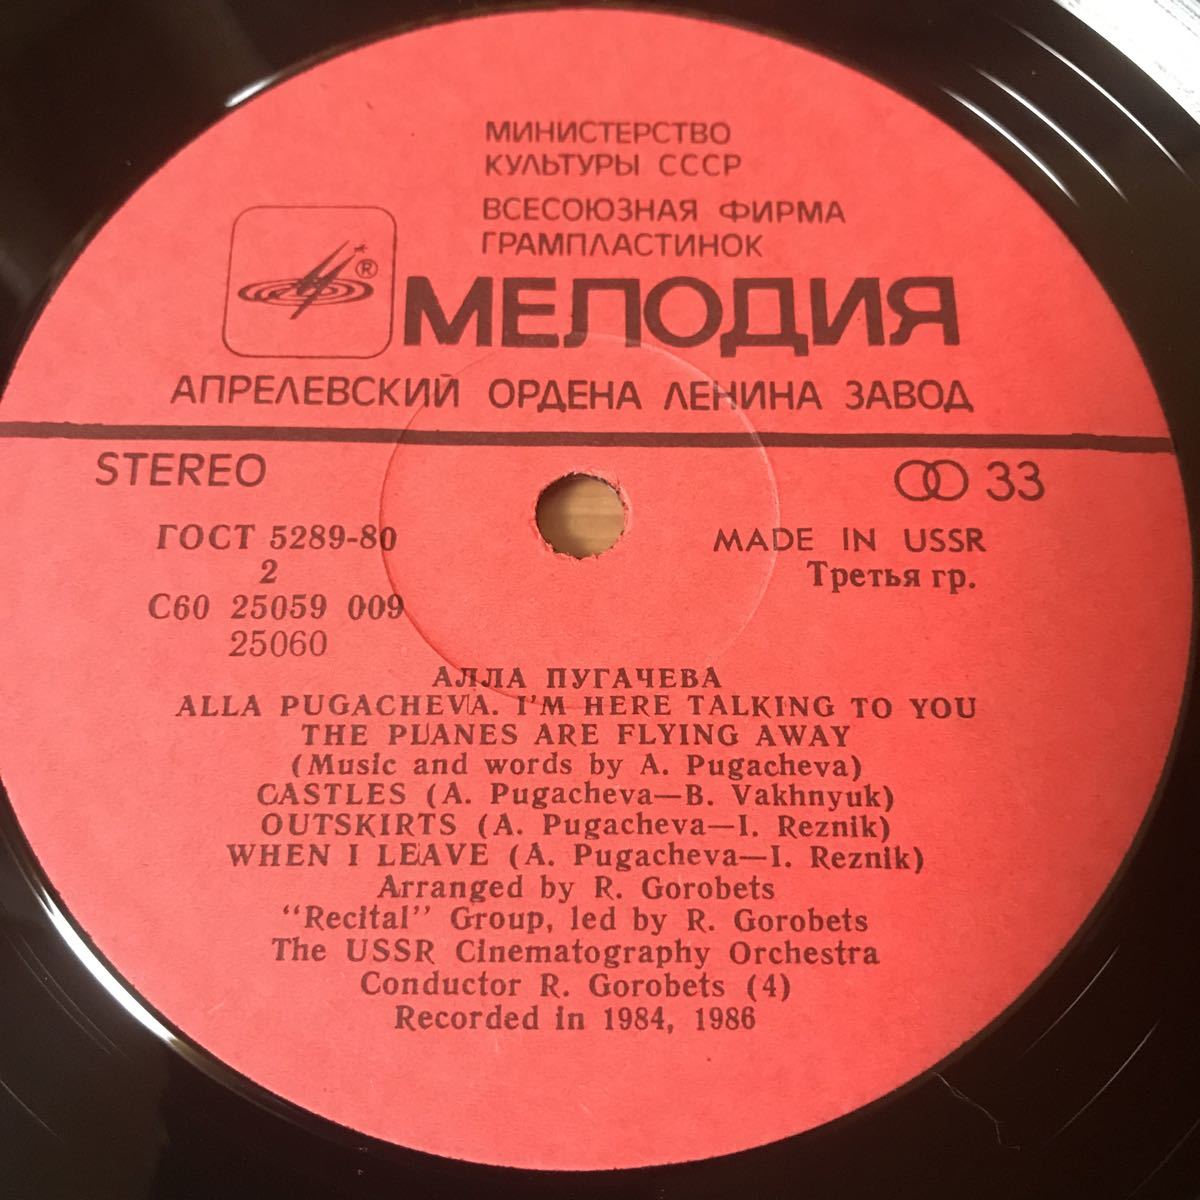 МИНИСТЕРСТВО
КУЛЬТУРЫ СССР
ВСЕСОЮЗНАЯ ФИРМА
ГРАМПЛАСТИНОК
®
МЕЛОДИЯ
АПРЕЛЕВСКИЙ ОРДЕНА ЛЕНИНА ЗАВОД
STEREO
33
ГОСТ 5289-80
MADE IN USSR
2
Третья гр.
С60 25059 009
25060
АЛЛА ПУГАЧЕВА
ALLA PUGACHEVA. I'M HERE TALKING TO YOU
THE PLANES ARE FLYING AWAY
(Music and words by A. Pugacheva)
CASTLES (A. Pugacheva—B. Vakhnyuk)
OUTSKIRTS (A. Pugacheva—I. Reznik)
WHEN I LEAVE (A. Pugacheva—I. Reznik)
Arranged by R. Gorobets
“Recital” Group, led by R. Gorobets
The USSR Cinematography Orchestra
Conductor R. Gorobets (4)
Recorded in 1984, 1986